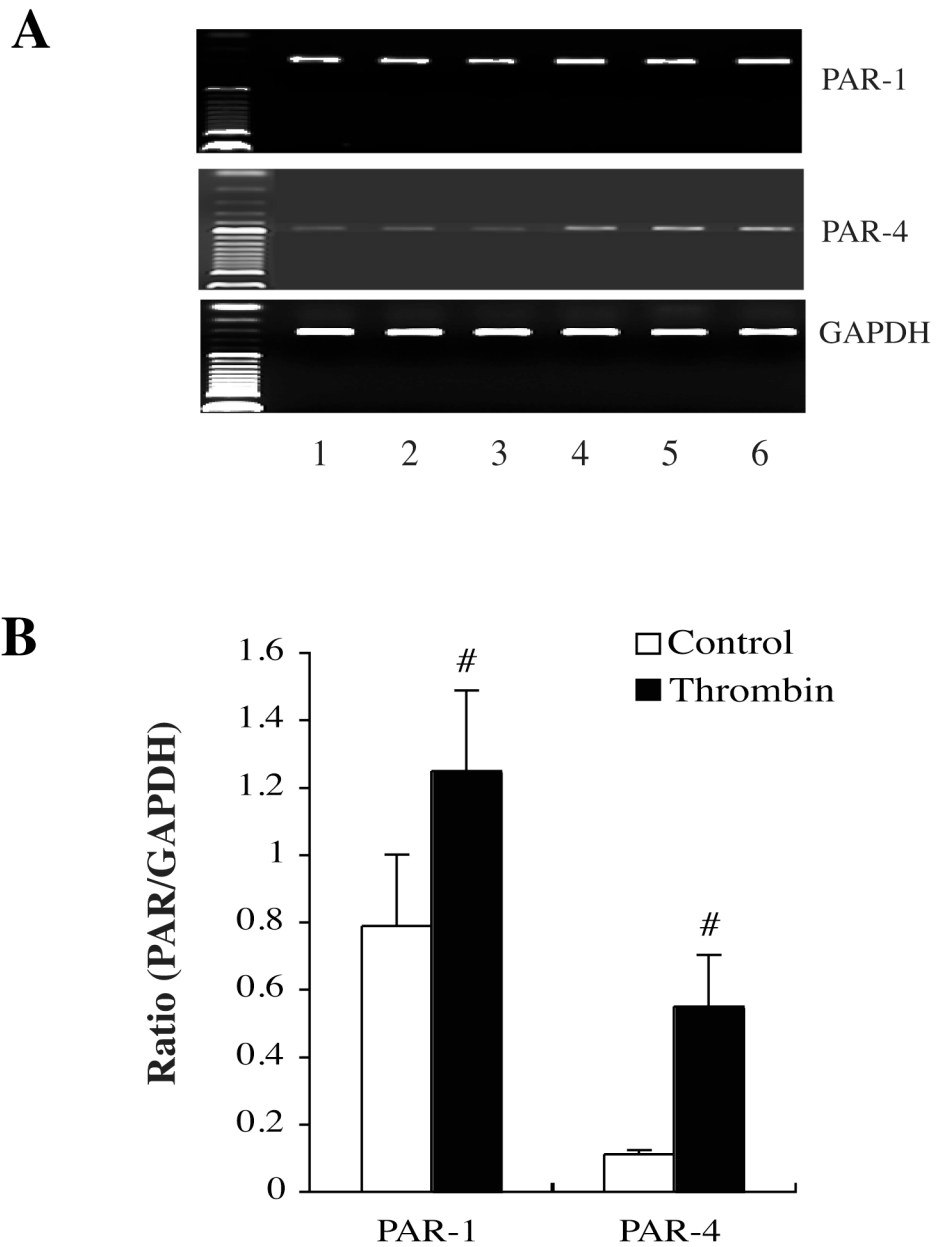 A
PAR-1
PAR-4
GAPDH
1 2 3 4 5 6
B
Ratio (PAR/GAPDH)
1.6
1.4
1.2
1
0.8
0.6
0.4
0.2
0
#
#
Control
Thrombin
PAR-1 PAR-4